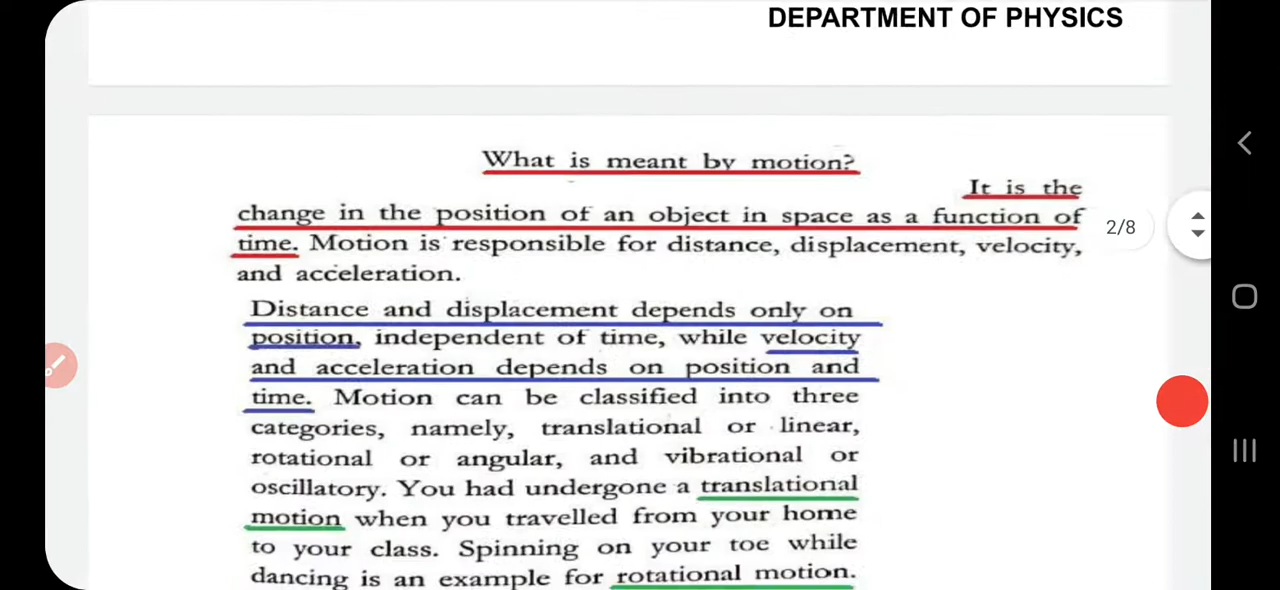 DEPARTMENT OF PHYSICS
What is meant by motion?
It is the
change in the position of an object in space as a function of
time. Motion is responsible for distance, displacement, velocity,
and acceleration.
2/8
Distance and displacement depends only on
position, independent of time, while velocity
and acceleration depends on position and
time. Motion can be classified into three
categories, namely, translational or linear,
rotational or angular, and vibrational or
oscillatory. You had undergone a translational
motion when you travelled from your home
to your class. Spinning on your toe while
dancing is an example for rotational motion.